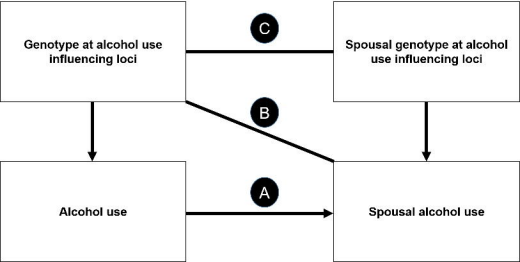 Genotype at alcohol use
influencing loci
C
Spousal genotype at alcohol
use influencing loci
B
Alcohol use
A
Spousal alcohol use